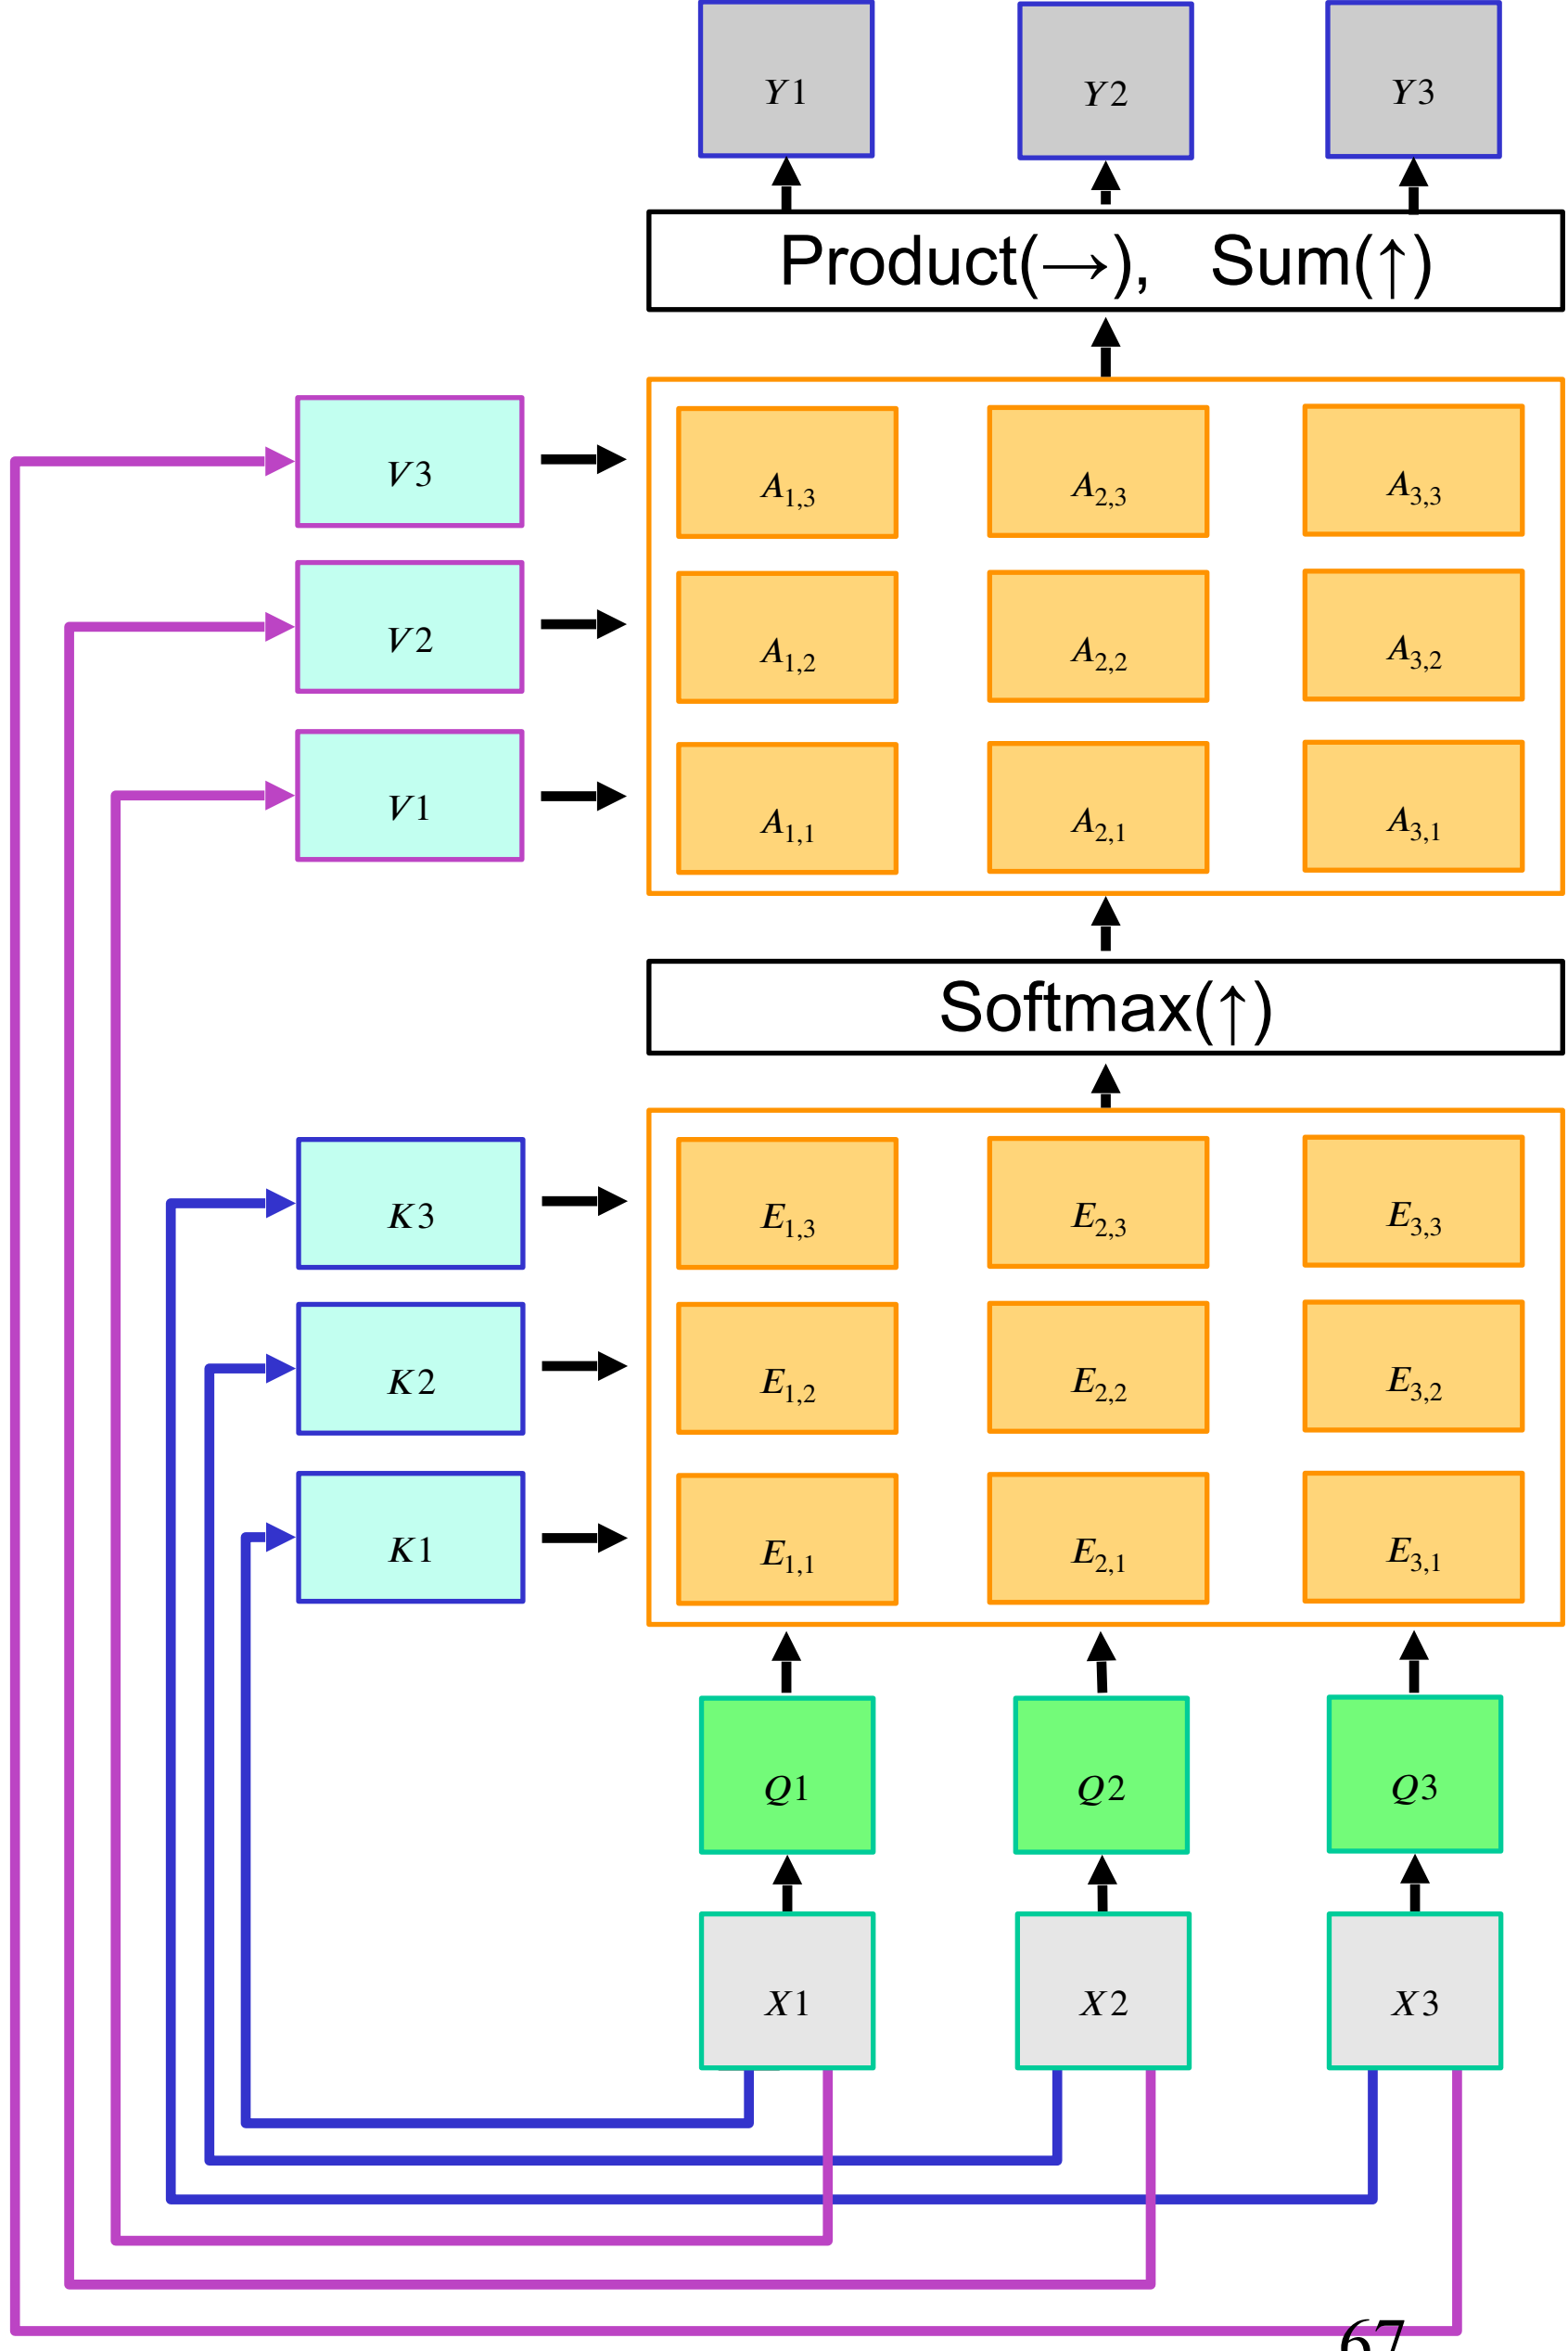 Y1 Y2 Y3
Product(→), Sum(↑)
V3 A1,3 A2,3 A3,3
V2 A1,2 A2,2 A3,2
V1 A1,1 A2,1 A3,1
Softmax(↑)
K3 E1,3 E2,3 E3,3
K2 E1,2 E2,2 E3,2
K1 E1,1 E2,1 E3,1
Q1 Q2 Q3
X1 X2 X3
67